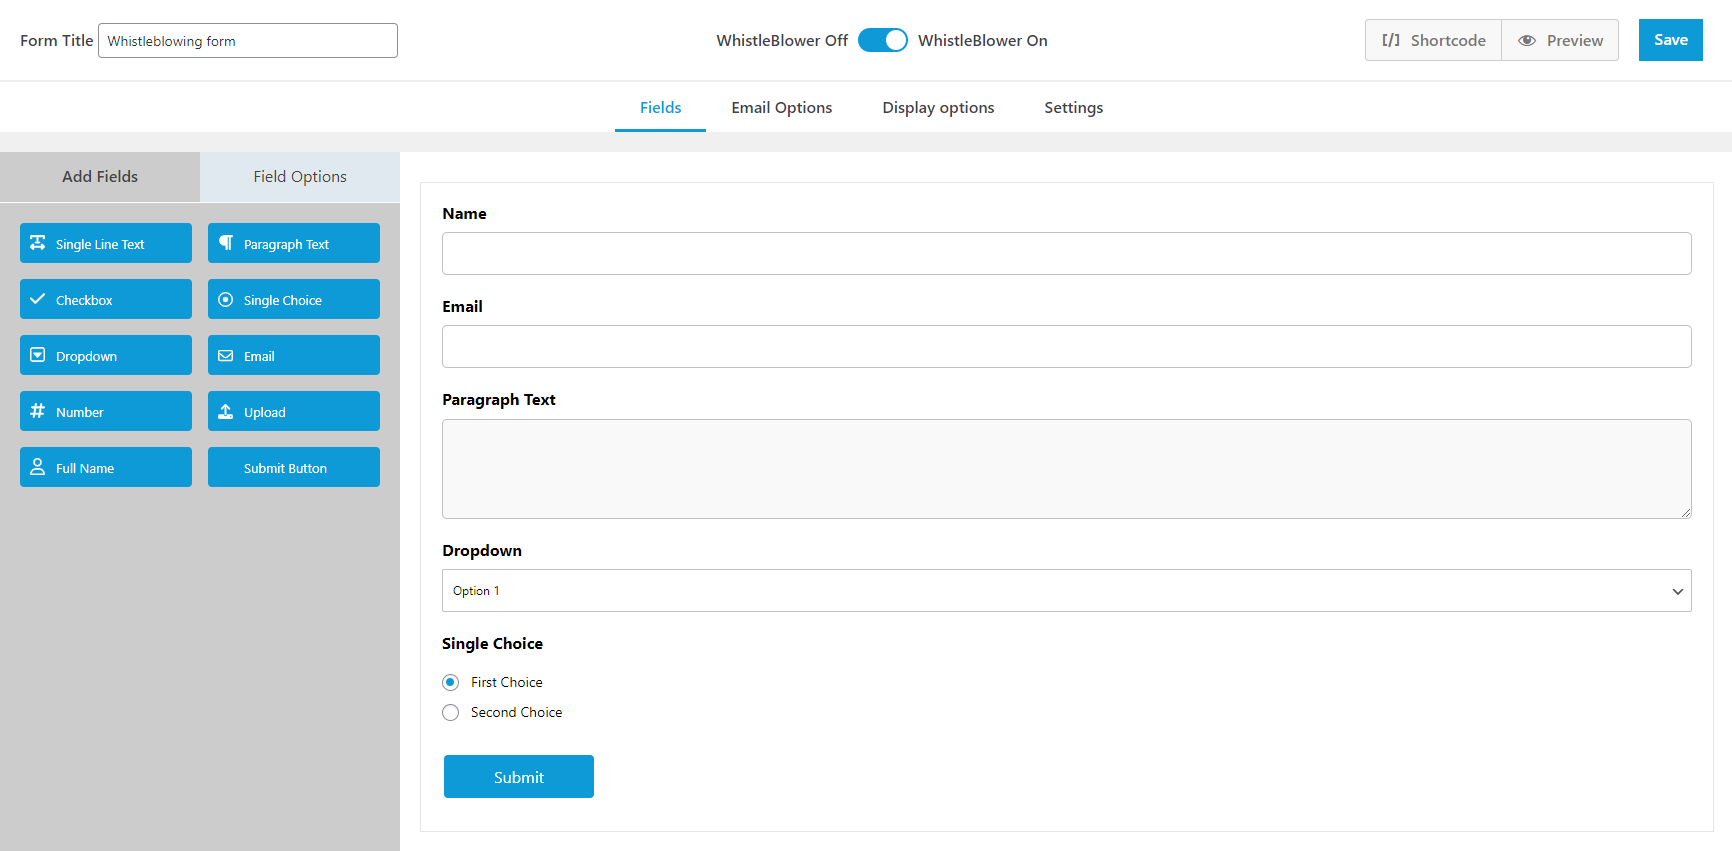 Form Title Whistleblowing form WhistleBlower Off WhistleBlower On [/] Shortcode Preview Save
Fields Email Options Display options Settings
Add Fields Field Options
Single Line Text Paragraph Text
Checkbox Single Choice
Dropdown Email
Number Upload
Full Name Submit Button
Name
Email
Paragraph Text
Dropdown
Option 1
Single Choice
First Choice
Second Choice
Submit